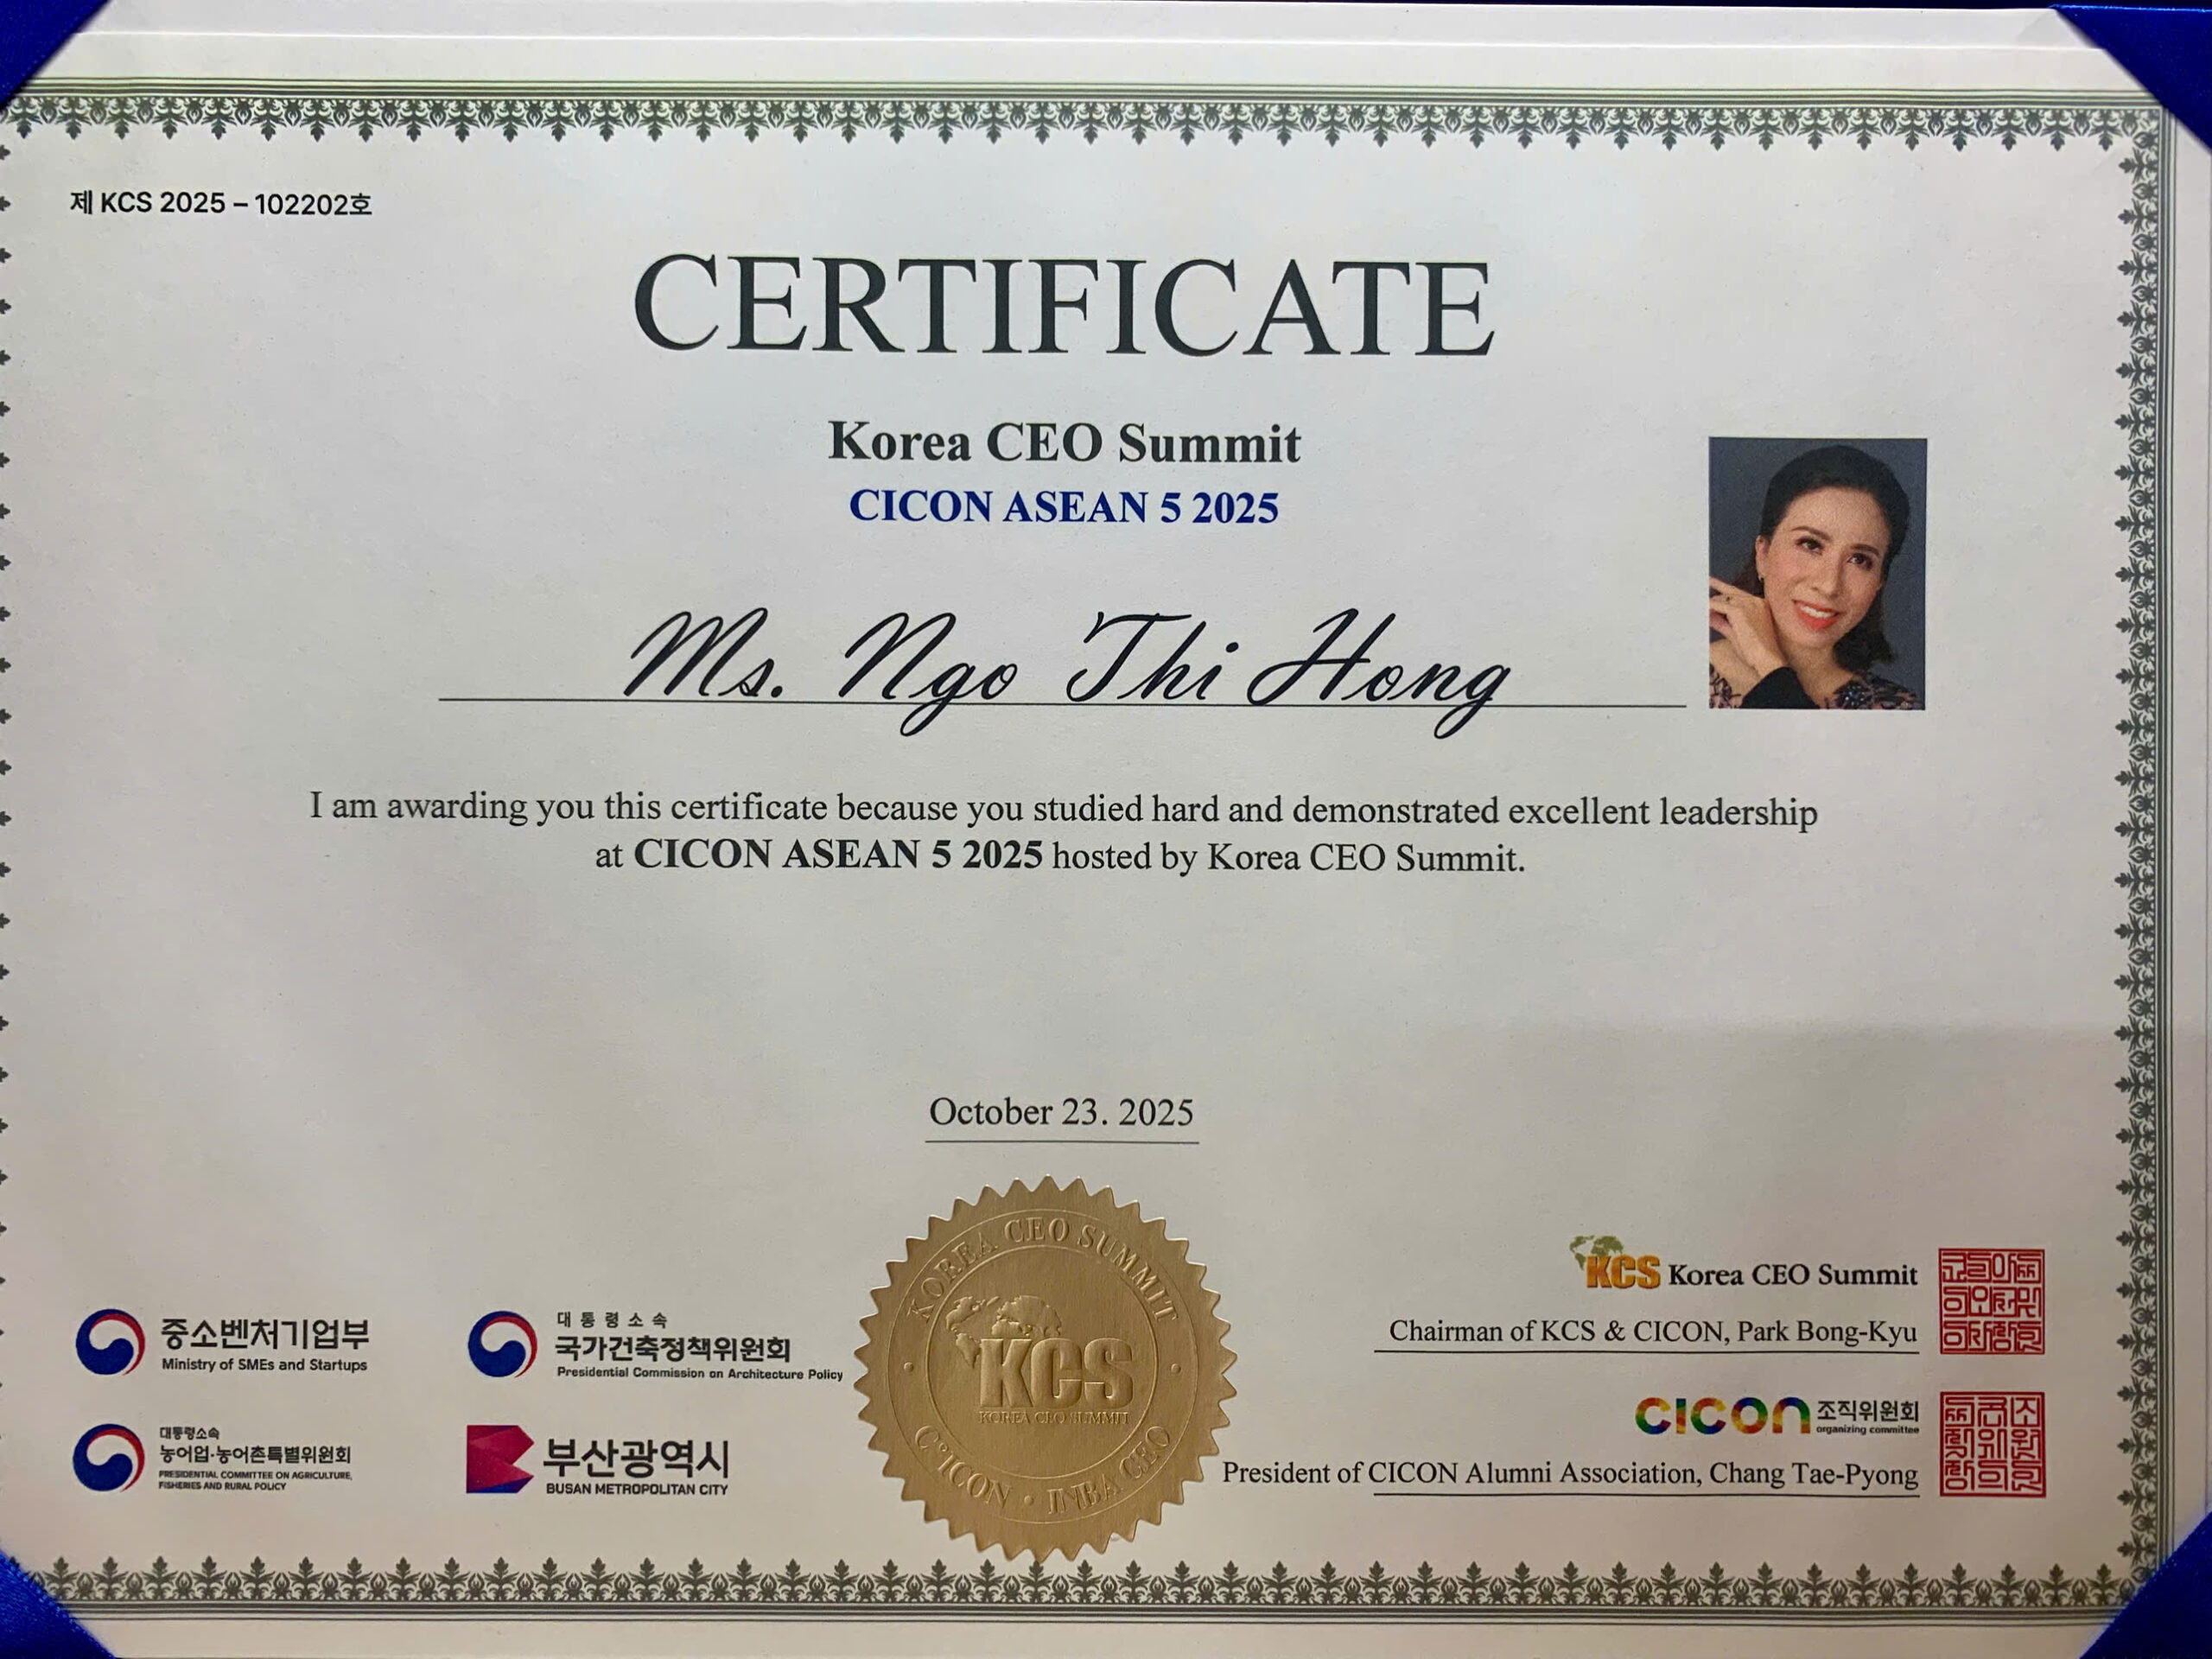 제 KCS 2025 – 102202호
CERTIFICATE
Korea CEO Summit
CICON ASEAN 5 2025
Ms. Ngo Thi Hong
I am awarding you this certificate because you studied hard and demonstrated excellent leadership
at CICON ASEAN 5 2025 hosted by Korea CEO Summit.
October 23. 2025
중소벤처기업부
Ministry of SMEs and Startups
대통령소속
국가건축정책위원회
Presidential Commission on Architecture Policy
대통령소속
농어업·농어촌특별위원회
PRESIDENTIAL COMMITTEE ON AGRICULTURE,
FISHERIES AND RURAL POLICY
부산광역시
BUSAN METROPOLITAN CITY
KOREA CEO SUMMIT
KCS
KOREA CEO SUMMIT
CICON • IMBA CEO
KCS Korea CEO Summit
Chairman of KCS & CICON, Park Bong-Kyu
CICON 조직위원회
organizing committee
President of CICON Alumni Association, Chang Tae-Pyong